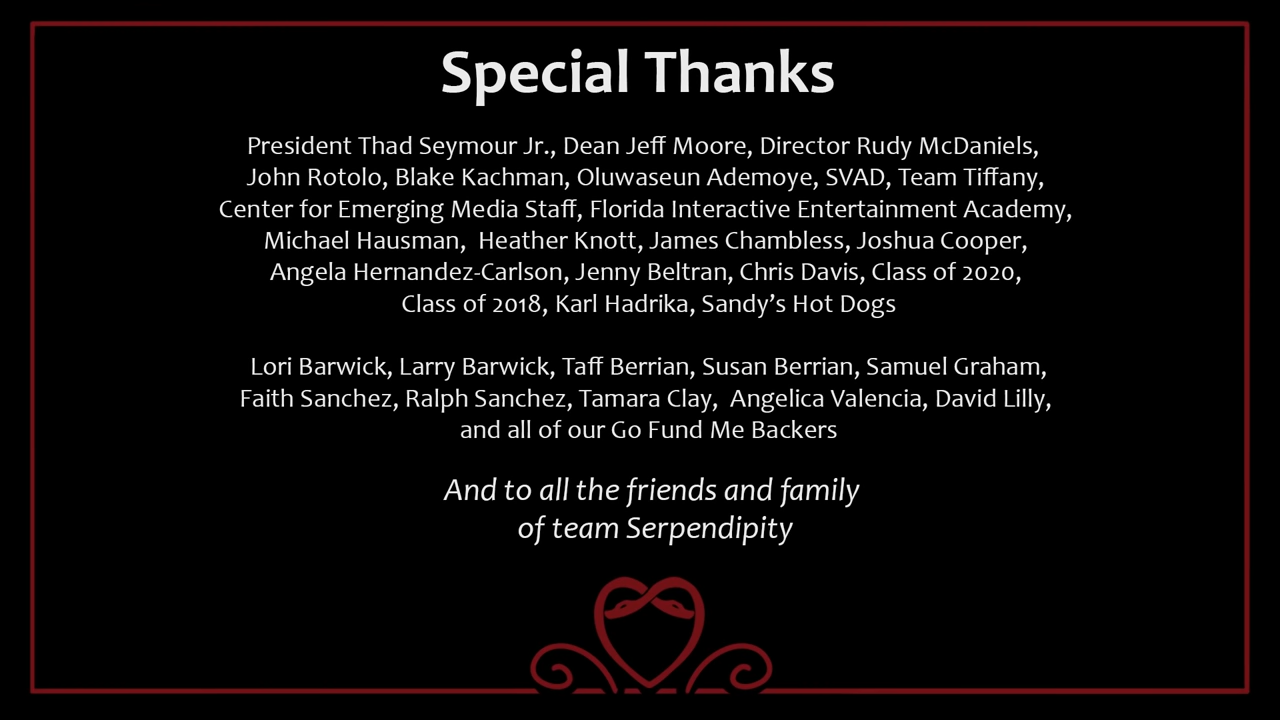 Special Thanks
President Thad Seymour Jr., Dean Jeff Moore, Director Rudy McDaniels,
John Rotolo, Blake Kachman, Oluwaseun Ademoye, SVAD, Team Tiffany,
Center for Emerging Media Staff, Florida Interactive Entertainment Academy,
Michael Hausman,  Heather Knott, James Chambless, Joshua Cooper,
Angela Hernandez-Carlson, Jenny Beltran, Chris Davis, Class of 2020,
Class of 2018, Karl Hadrika, Sandy’s Hot Dogs
Lori Barwick, Larry Barwick, Taff Berrian, Susan Berrian, Samuel Graham,
Faith Sanchez, Ralph Sanchez, Tamara Clay,  Angelica Valencia, David Lilly,
and all of our Go Fund Me Backers
And to all the friends and family
of team Serpendipity